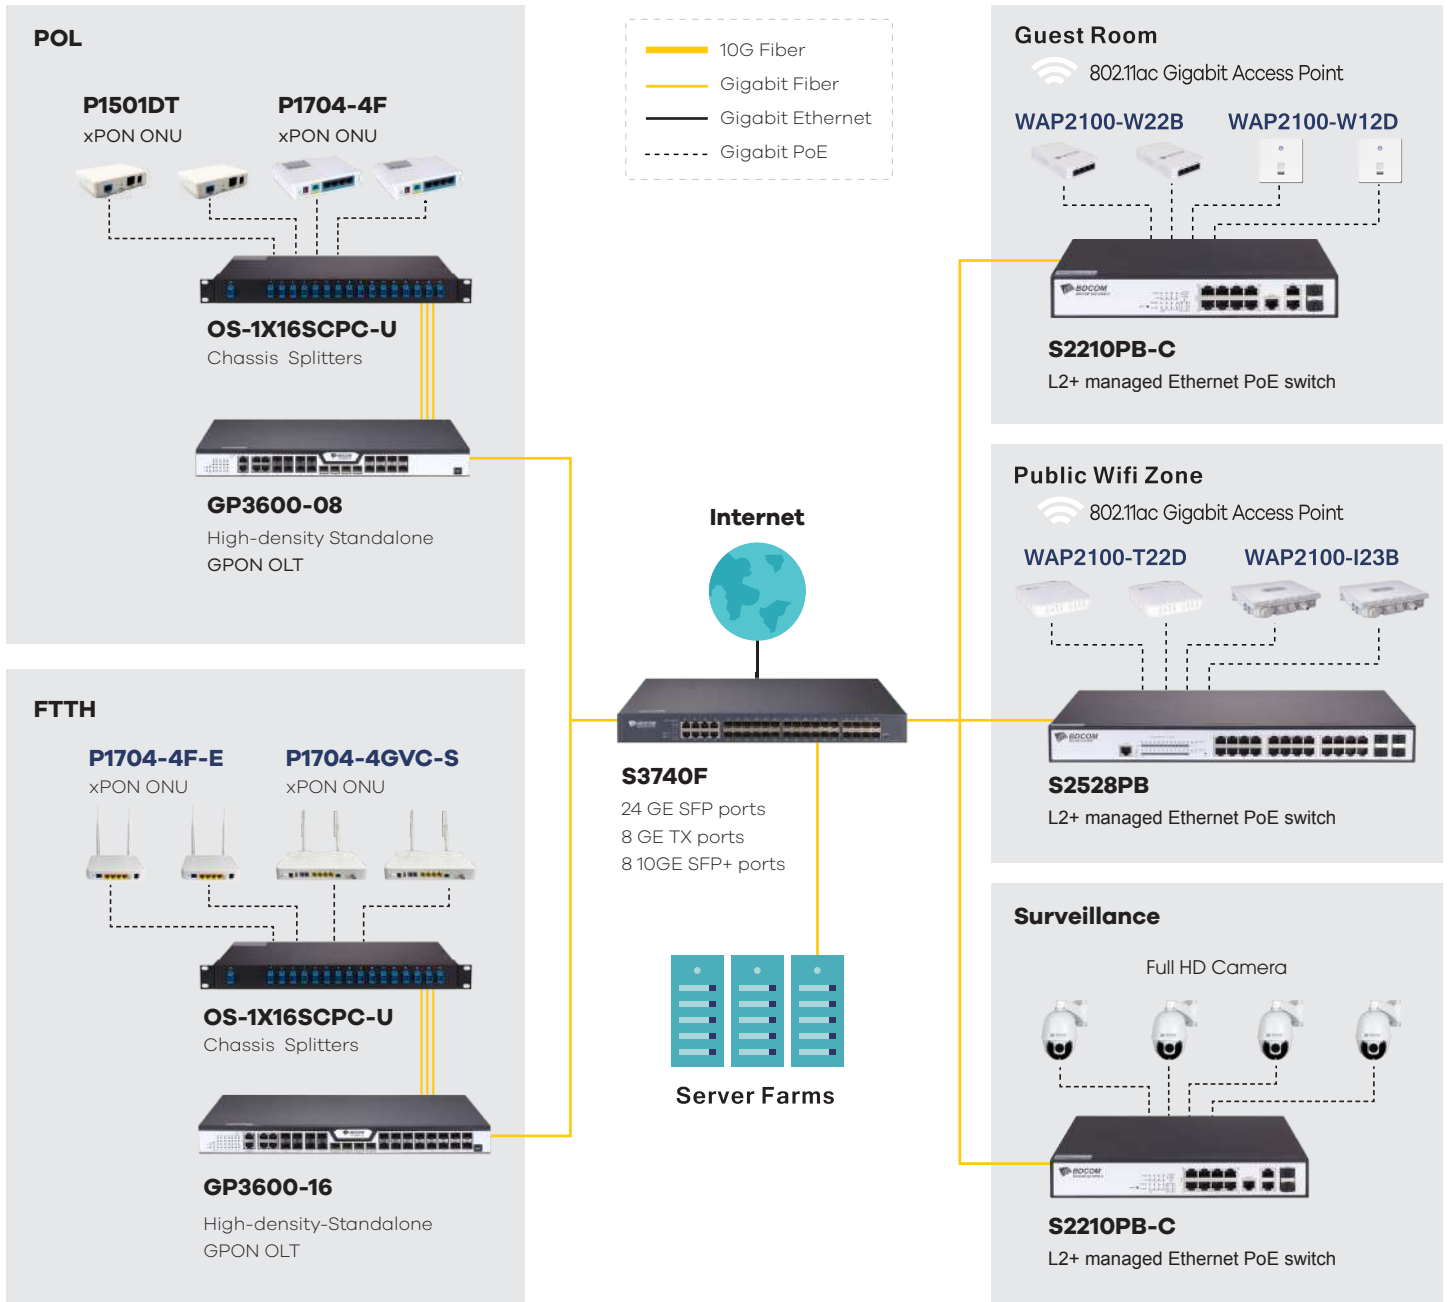 POL
P1501DT
xPON ONU
P1704-4F
xPON ONU
OS-1X16SCPC-U
Chassis Splitters
GP3600-08
High-density Standalone
GPON OLT
FTTH
P1704-4F-E
xPON ONU
P1704-4GVC-S
xPON ONU
OS-1X16SCPC-U
Chassis Splitters
GP3600-16
High-density-Standalone
GPON OLT
10G Fiber
Gigabit Fiber
Gigabit Ethernet
Gigabit PoE
Internet
S3740F
24 GE SFP ports
8 GE TX ports
8 10GE SFP+ ports
Server Farms
Guest Room
802.11ac Gigabit Access Point
WAP2100-W22B
WAP2100-W12D
BDCOM
S2210PB-C
L2+ managed Ethernet PoE switch
Public Wifi Zone
802.11ac Gigabit Access Point
WAP2100-T22D
WAP2100-I23B
BDCOM
S2528PB
L2+ managed Ethernet PoE switch
Surveillance
Full HD Camera
BDCOM
S2210PB-C
L2+ managed Ethernet PoE switch